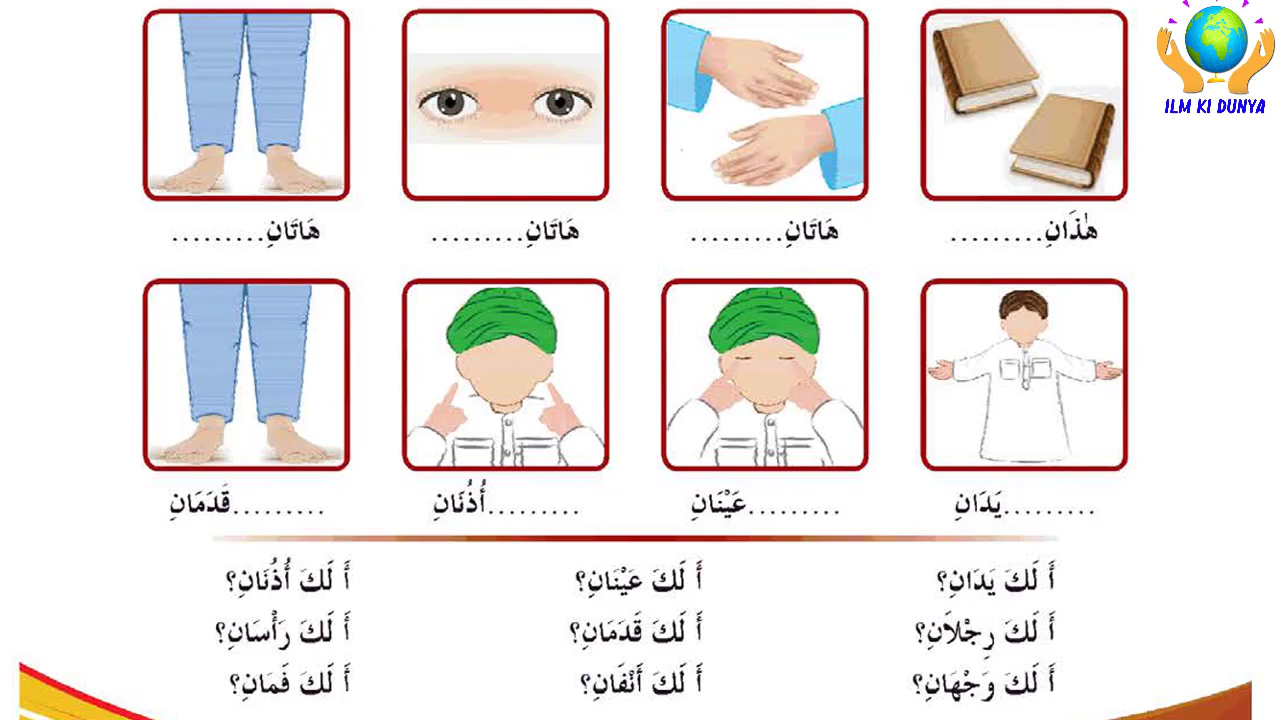 ILM KI DUNYA
هٰذَانِ.........
هَاتَانِ.........
هَاتَانِ.........
هَاتَانِ.........
.........يَدَانِ
.........عَيْنَانِ
.........أُذُنَانِ
.........قَدَمَانِ
أَ لَكَ يَدَانِ؟
أَ لَكَ عَيْنَانِ؟
أَ لَكَ أُذُنَانِ؟
أَ لَكَ رِجْلاَنِ؟
أَ لَكَ قَدَمَانِ؟
أَ لَكَ رَأْسَانِ؟
أَ لَكَ وَجْهَانِ؟
أَ لَكَ أَنْفَانِ؟
أَ لَكَ فَمَانِ؟